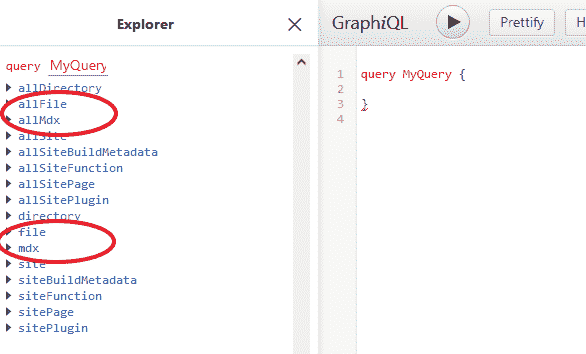 Explorer
query MyQuery
allDirectory
allFile
allMdx
allSite
allSiteBuildMetadata
allSiteFunction
allSitePage
allSitePlugin
directory
file
mdx
site
siteBuildMetadata
siteFunction
sitePage
sitePlugin
GraphiQL
Prettify
H
1 query MyQuery {
2
3 }
4